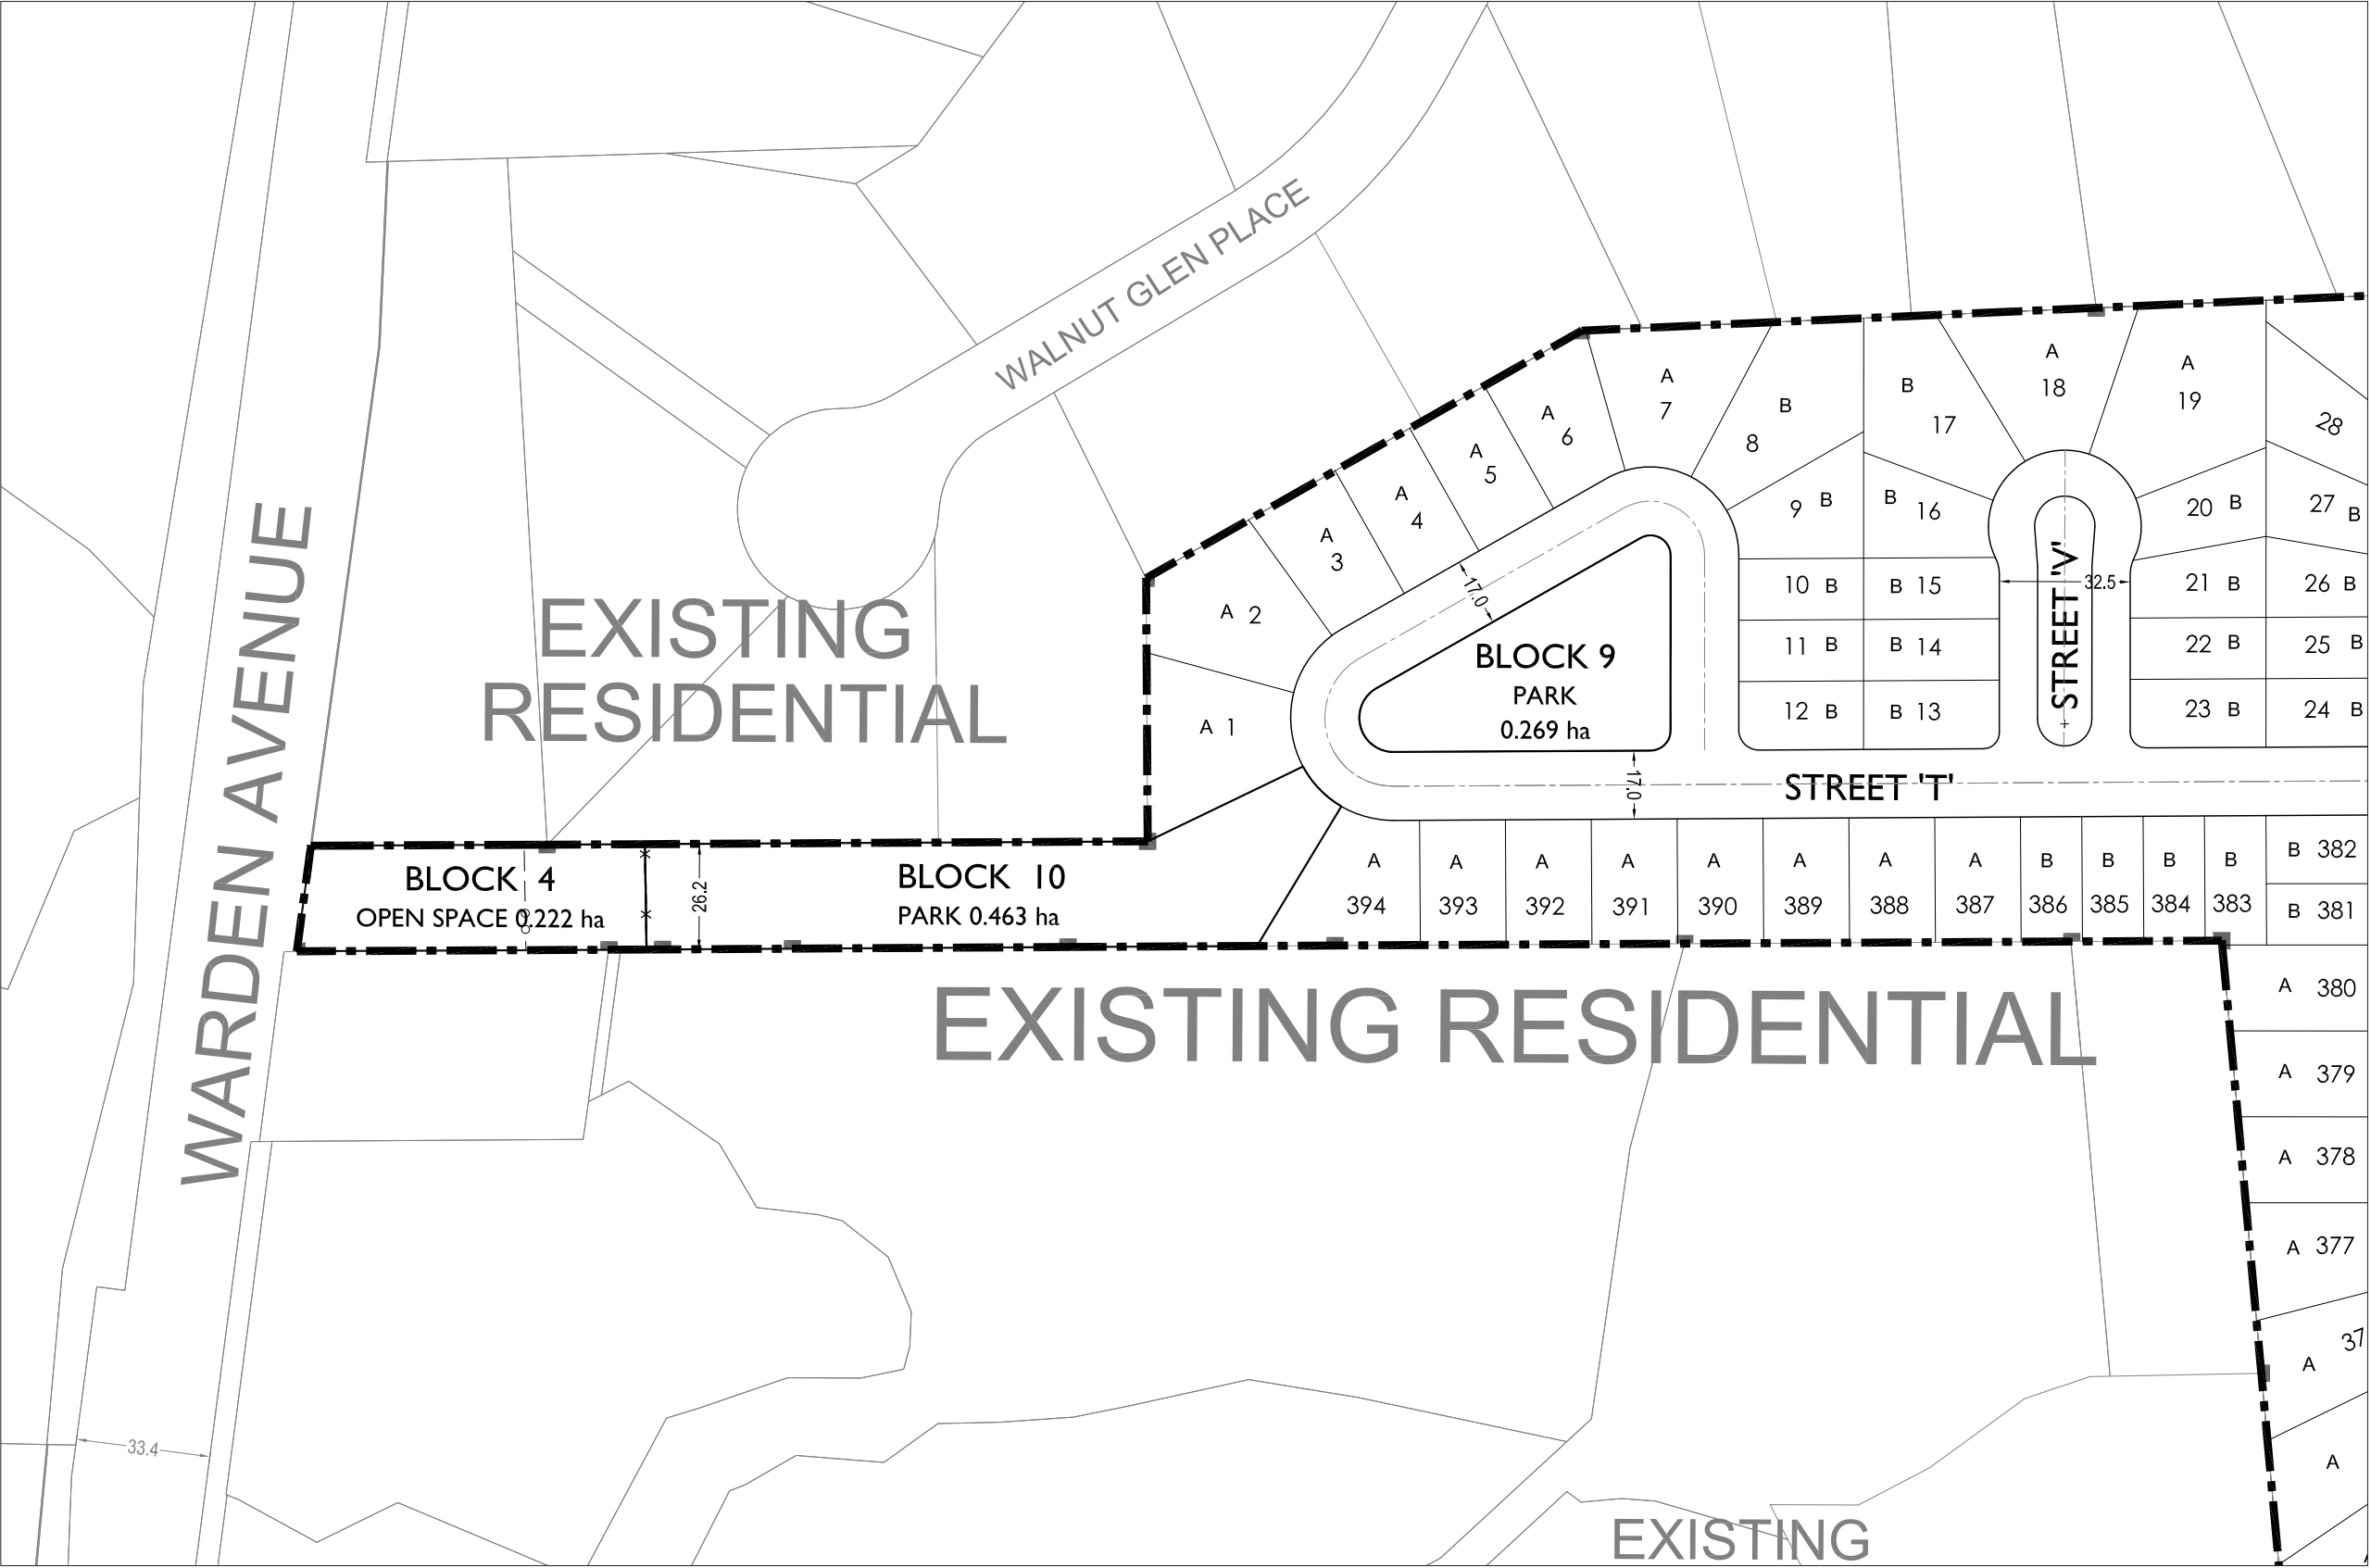 WALNUT GLEN PLACE
WARDEN AVENUE
EXISTING
RESIDENTIAL
A
7
B
8
A
6
A
5
A
4
A
3
A 2
A 1
B
17
A
18
A
19
28
9 B
B 16
20 B
27 B
10 B
B 15
21 B
26 B
11 B
B 14
22 B
25 B
12 B
B 13
23 B
24 B
STREET 'V'
32.5
17.0
BLOCK 9
PARK
0.269 ha
17.0
STREET 'T'
BLOCK 4
OPEN SPACE 0.222 ha
26.2
BLOCK 10
PARK 0.463 ha
A
394
A
393
A
392
A
391
A
390
A
389
A
388
A
387
B
386
B
385
B
384
B
383
B 382
B 381
EXISTING RESIDENTIAL
A 380
A 379
A 378
A 377
37
A
A
33.4
EXISTING